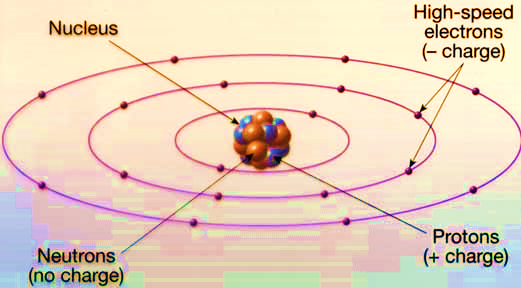 Nucleus
High-speed
electrons
(– charge)
Neutrons
(no charge)
Protons
(+ charge)